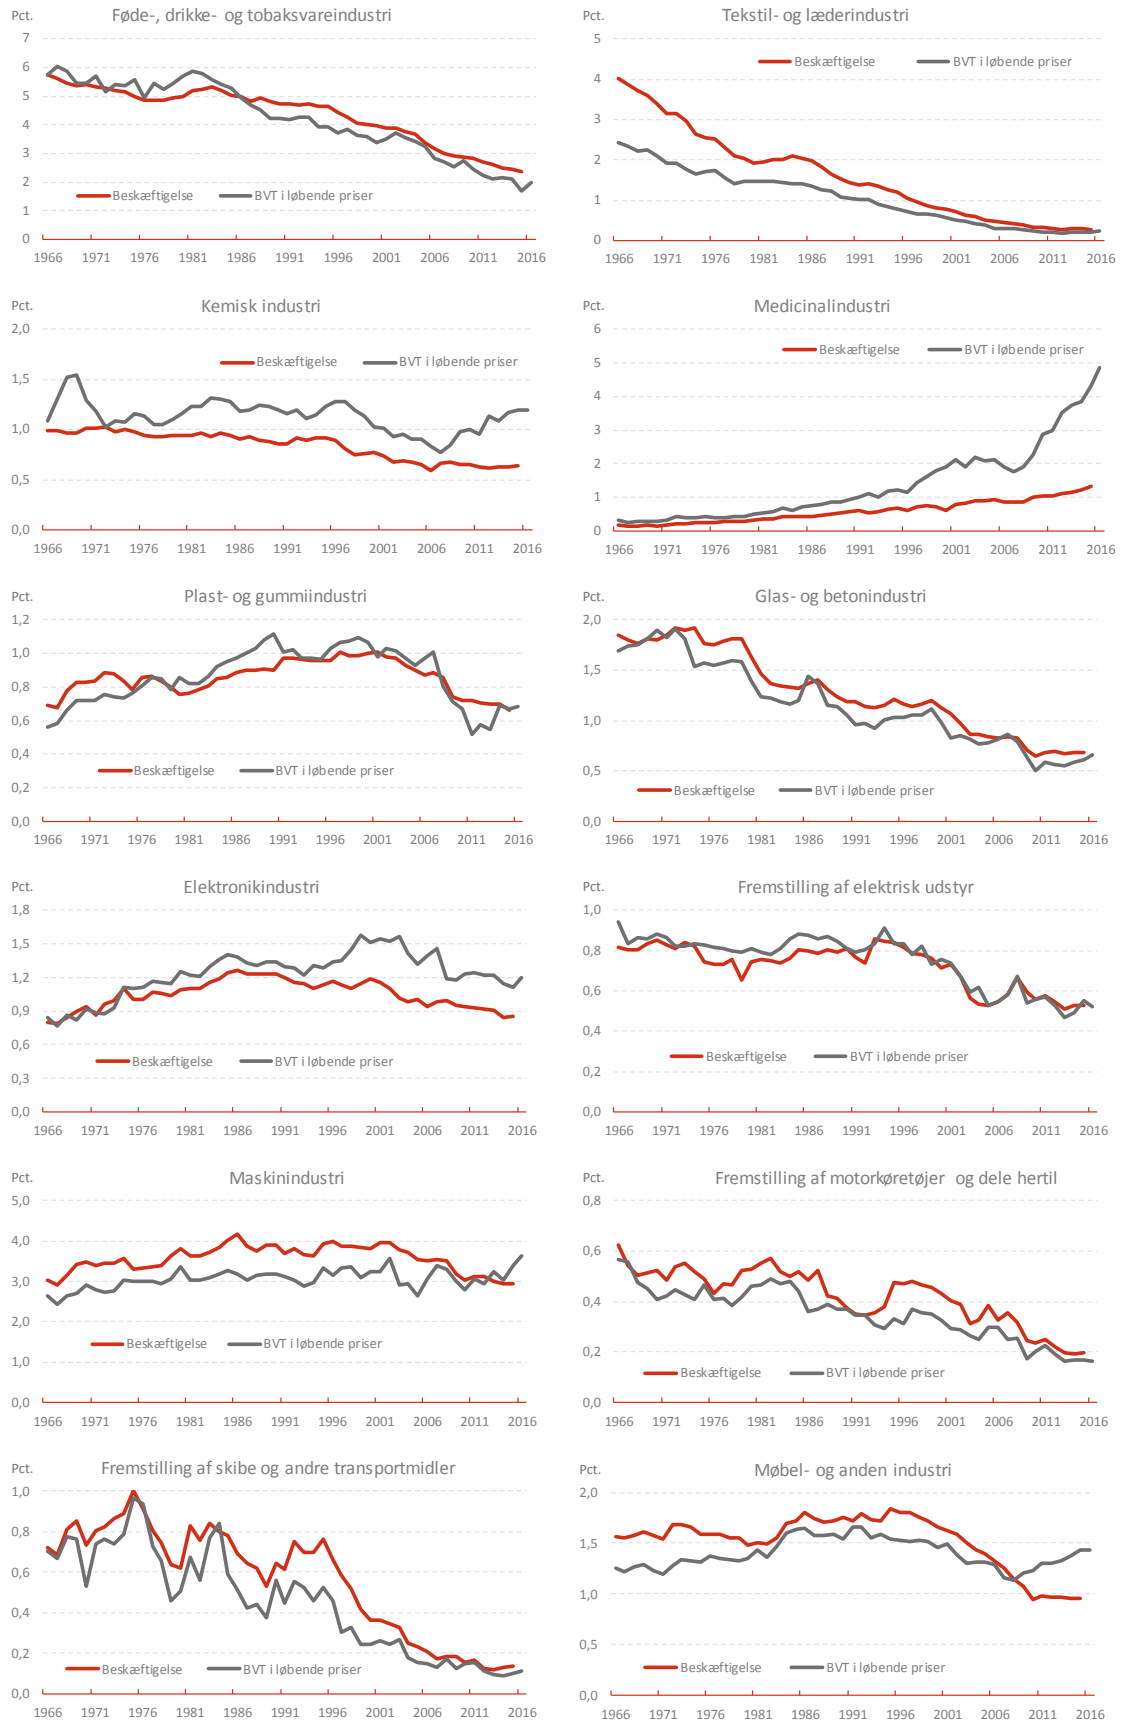 Pct.
Føde-, drikke- og tobaksvareindustri
7
6
5
4
3
2
1
0
Beskæftigelse
BVT i løbende priser
1966 1971 1976 1981 1986 1991 1996 2001 2006 2011 2016
Pct.
Tekstil- og læderindustri
5
4
3
2
1
0
Beskæftigelse
BVT i løbende priser
1966 1971 1976 1981 1986 1991 1996 2001 2006 2011 2016
Pct.
Kemisk industri
2,0
1,5
1,0
0,5
0,0
Beskæftigelse
BVT i løbende priser
1966 1971 1976 1981 1986 1991 1996 2001 2006 2011 2016
Pct.
Medicinalindustri
6
5
4
3
2
1
0
Beskæftigelse
BVT i løbende priser
1966 1971 1976 1981 1986 1991 1996 2001 2006 2011 2016
Pct.
Plast- og gummiindustri
1,2
1,0
0,8
0,6
0,4
0,2
0,0
Beskæftigelse
BVT i løbende priser
1966 1971 1976 1981 1986 1991 1996 2001 2006 2011 2016
Pct.
Glas- og betonindustri
2,0
1,5
1,0
0,5
0,0
Beskæftigelse
BVT i løbende priser
1966 1971 1976 1981 1986 1991 1996 2001 2006 2011 2016
Pct.
Elektronikindustri
1,8
1,5
1,2
0,9
0,6
0,3
0,0
Beskæftigelse
BVT i løbende priser
1966 1971 1976 1981 1986 1991 1996 2001 2006 2011 2016
Pct.
Fremstilling af elektrisk udstyr
1,0
0,8
0,6
0,4
0,2
0,0
Beskæftigelse
BVT i løbende priser
1966 1971 1976 1981 1986 1991 1996 2001 2006 2011 2016
Pct.
Maskinindustri
5,0
4,0
3,0
2,0
1,0
0,0
Beskæftigelse
BVT i løbende priser
1966 1971 1976 1981 1986 1991 1996 2001 2006 2011 2016
Pct.
Fremstilling af motorkøretøjer og dele hertil
0,8
0,6
0,4
0,2
0,0
Beskæftigelse
BVT i løbende priser
1966 1971 1976 1981 1986 1991 1996 2001 2006 2011 2016
Pct.
Fremstilling af skibe og andre transportmidler
1,0
0,8
0,6
0,4
0,2
0,0
Beskæftigelse
BVT i løbende priser
1966 1971 1976 1981 1986 1991 1996 2001 2006 2011 2016
Pct.
Møbel- og anden industri
2,0
1,5
1,0
0,5
0,0
Beskæftigelse
BVT i løbende priser
1966 1971 1976 1981 1986 1991 1996 2001 2006 2011 2016